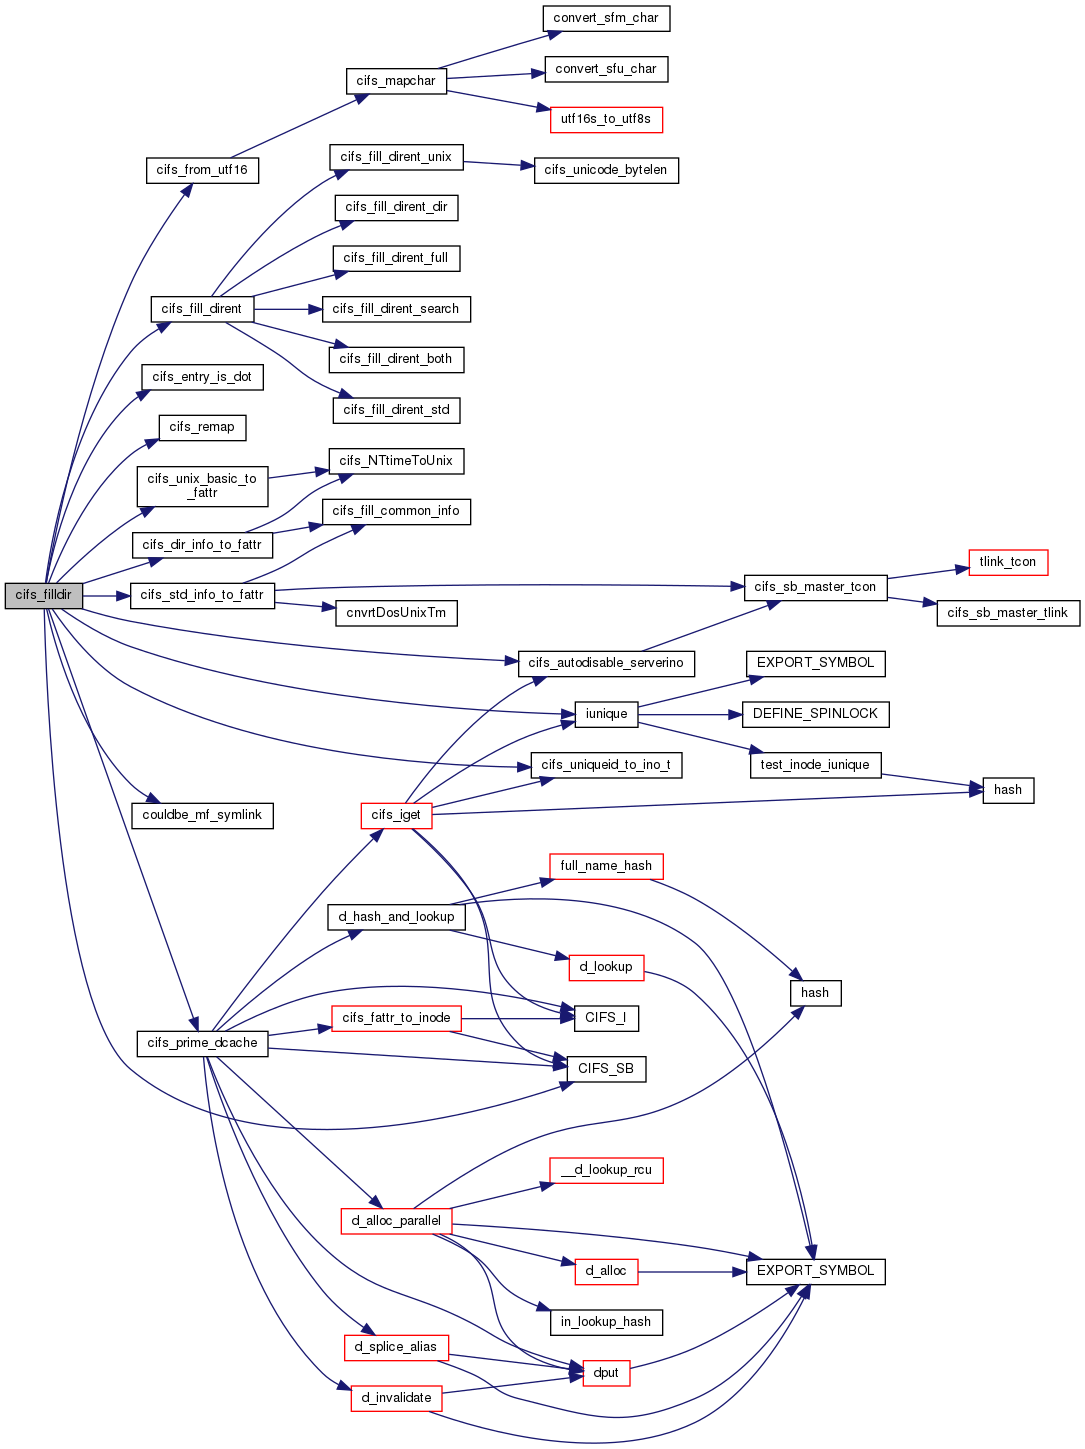 convert_sfm_char
convert_sfu_char
cifs_mapchar
utf16s_to_utf8s
cifs_fill_dirent_unix
cifs_from_utf16
cifs_unicode_bytelen
cifs_fill_dirent_dir
cifs_fill_dirent_full
cifs_fill_dirent
cifs_fill_dirent_search
cifs_fill_dirent_both
cifs_entry_is_dot
cifs_fill_dirent_std
cifs_remap
cifs_NTtimeToUnix
cifs_unix_basic_to
_fattr
cifs_fill_common_info
cifs_dir_info_to_fattr
tlink_tcon
cifs_filldir
cifs_std_info_to_fattr
cifs_sb_master_tcon
cnvrtDosUnixTm
cifs_sb_master_tlink
cifs_autodisable_serverino
EXPORT_SYMBOL
iunique
DEFINE_SPINLOCK
cifs_uniqueid_to_ino_t
test_inode_iunique
hash
couldbe_mf_symlink
cifs_iget
full_name_hash
d_hash_and_lookup
d_lookup
hash
cifs_fattr_to_inode
CIFS_I
cifs_prime_dcache
CIFS_SB
__d_lookup_rcu
d_alloc_parallel
d_alloc
EXPORT_SYMBOL
in_lookup_hash
d_splice_alias
dput
d_invalidate